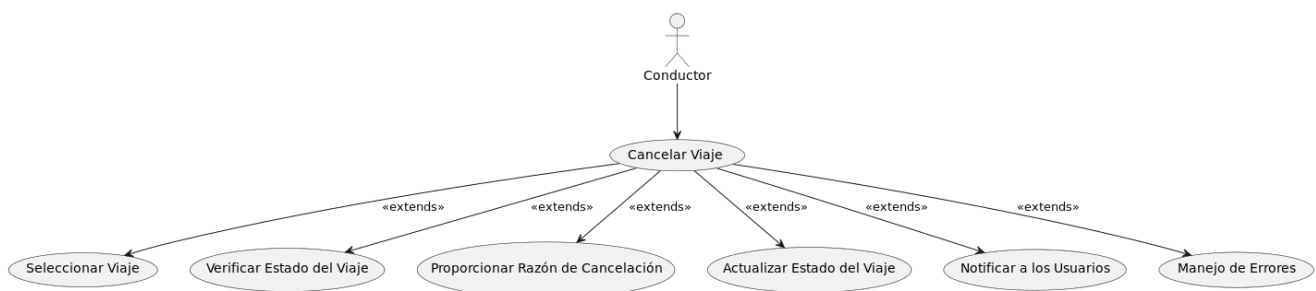 Conductor
Cancelar Viaje
«extends» «extends» «extends» «extends» «extends» «extends»
Seleccionar Viaje Verificar Estado del Viaje Proporcionar Razón de Cancelación Actualizar Estado del Viaje Notificar a los Usuarios Manejo de Errores